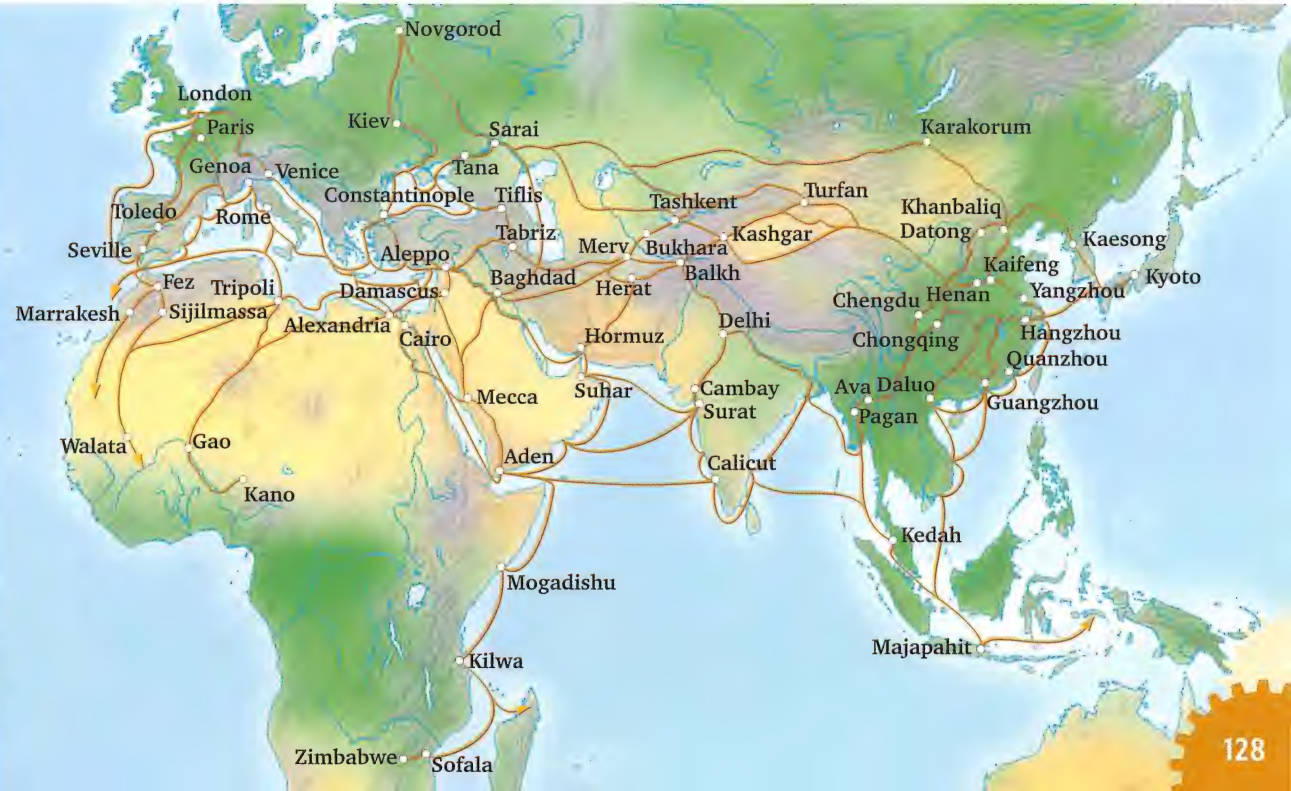 Novgorod
London
Paris
Kiev
Sarai
Karakorum
Genoa
Venice
Tana
Constantinople
Tiflis
Turfan
Toledo
Rome
Tashkent
Khanbaliq
Seville
Aleppo
Tabriz
Merv
Bukhara
Kashgar
Datong
Kaesong
Fez
Tripoli
Damascus
Baghdad
Herat
Balkh
Kaifeng
Kyoto
Marrakesh
Sijilmassa
Alexandria
Cairo
Hormuz
Delhi
Chengdu
Henan
Yangzhou
Chongqing
Hangzhou
Quanzhou
Mecca
Suhar
Cambay
Surat
Ava
Daluo
Pagan
Guangzhou
Walata
Gao
Aden
Calicut
Kano
Kedah
Mogadishu
Kilwa
Majapahit
Zimbabwe
Sofala
128